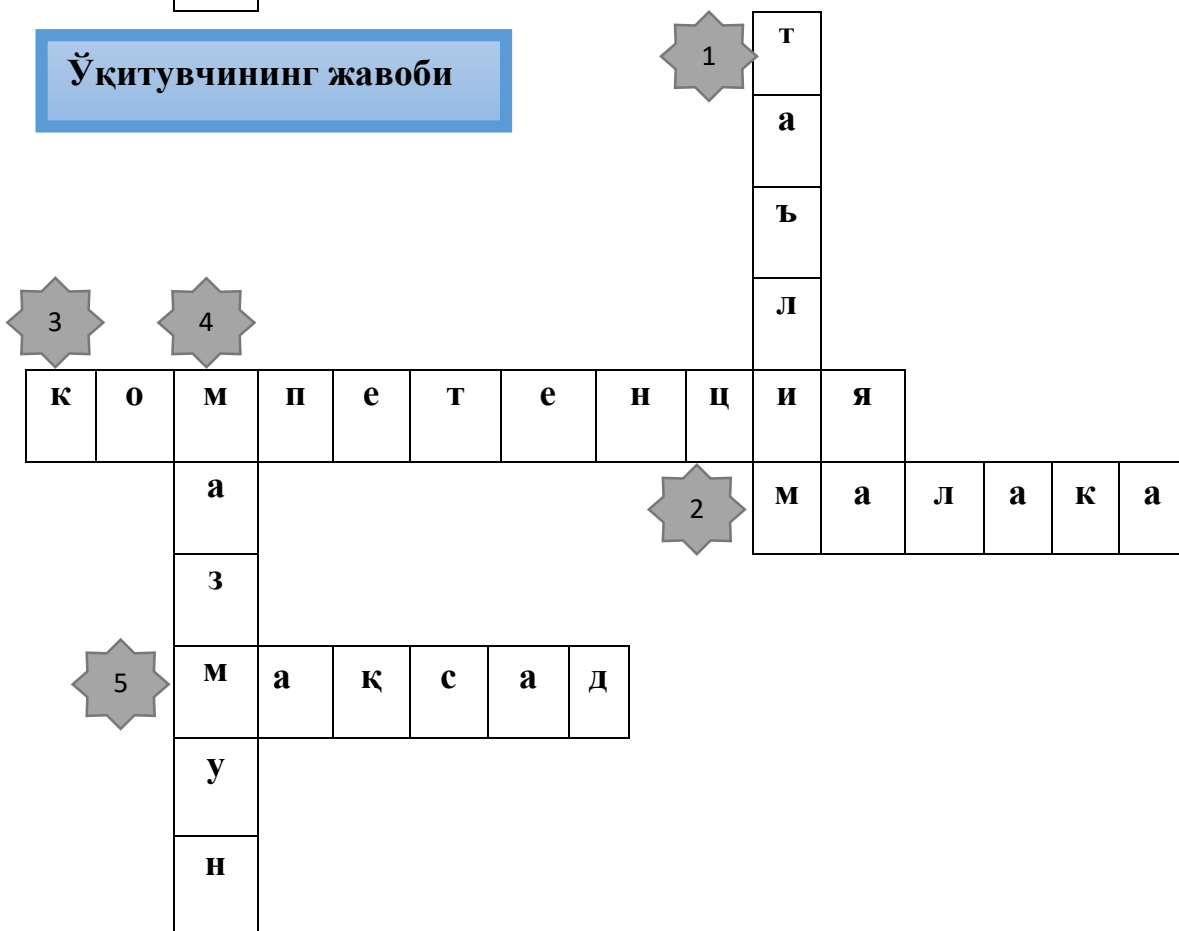 Ўқитувчининг жавоби
1
т
а
ъ
л
3 4
к о м п е т е н ц и я
а 2 м а л а к а
з
5 м а қ с а д
у
н